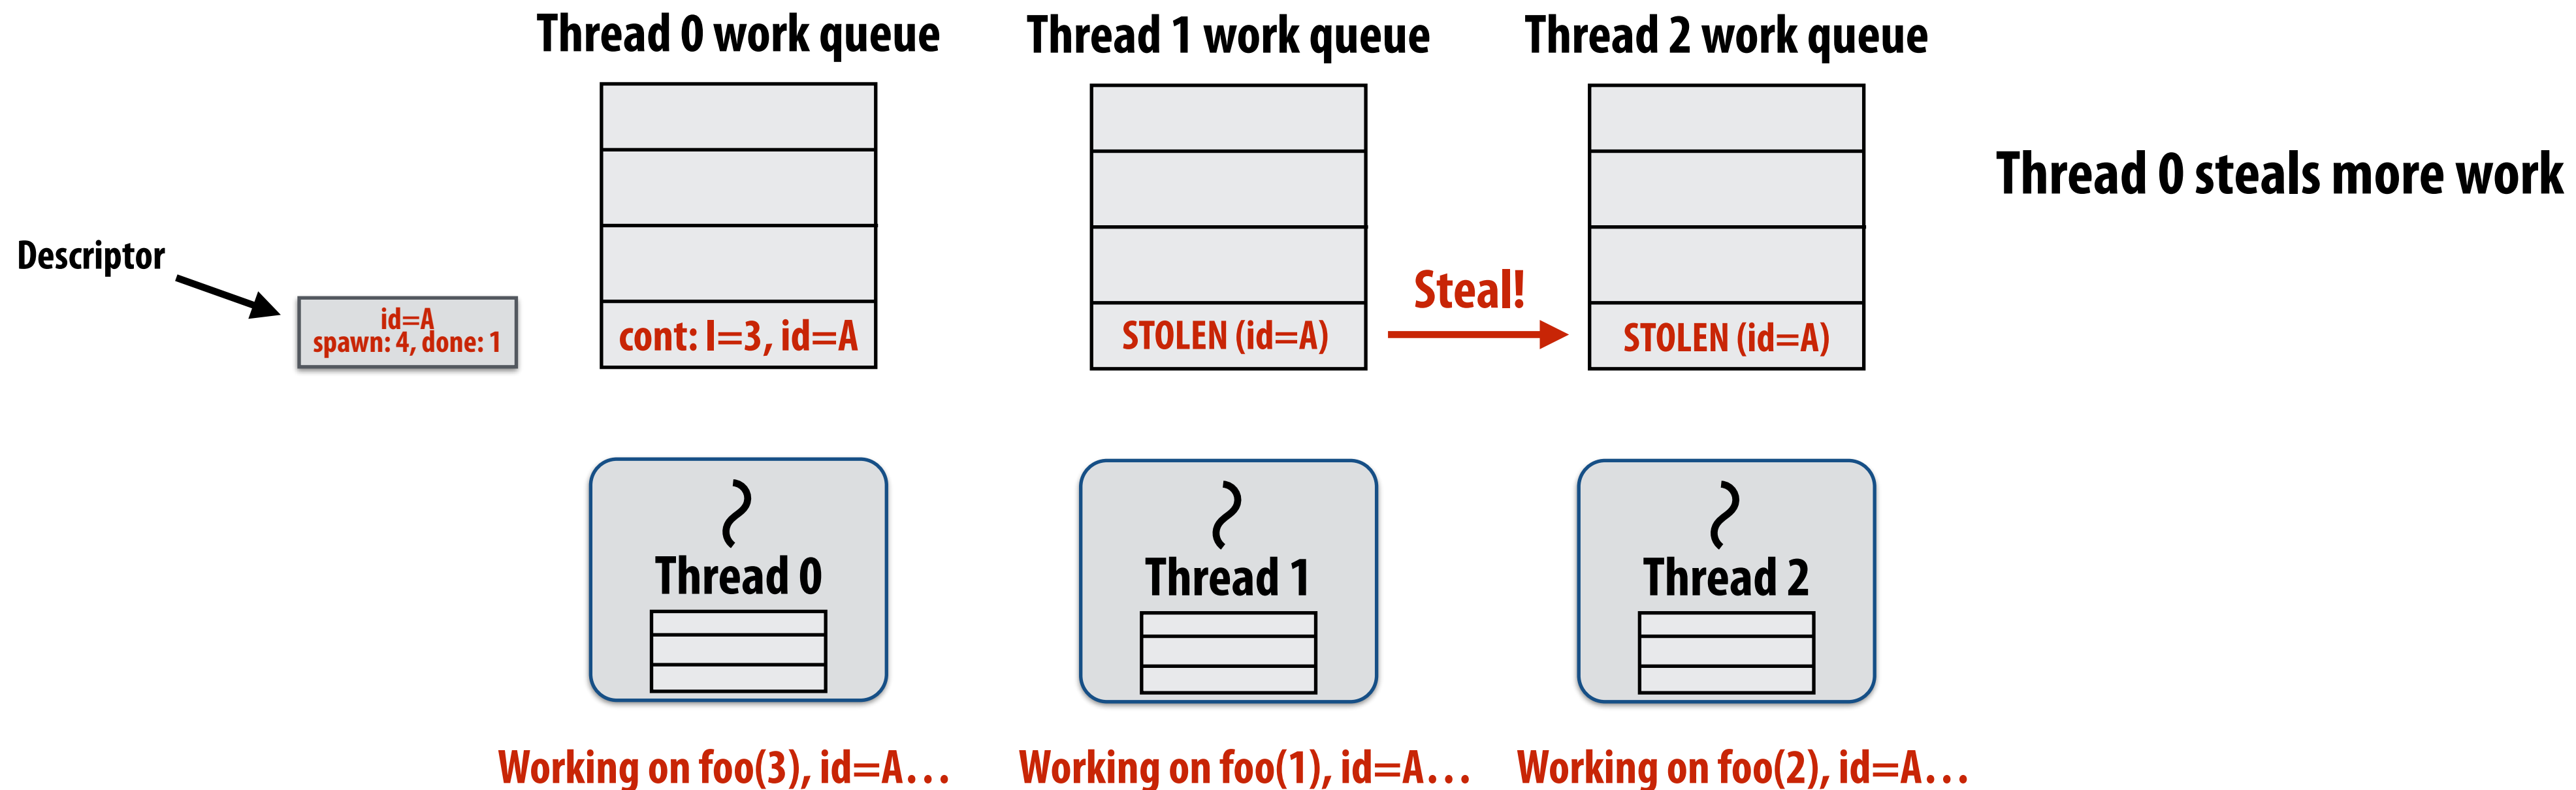 Thread 0 work queue
Thread 1 work queue
Thread 2 work queue
Thread 0 steals more work
Descriptor
id=A
spawn: 4, done: 1
cont: I=3, id=A
STOLEN (id=A)
Steal!
STOLEN (id=A)
Thread 0
Thread 1
Thread 2
Working on foo(3), id=A…
Working on foo(1), id=A…
Working on foo(2), id=A…